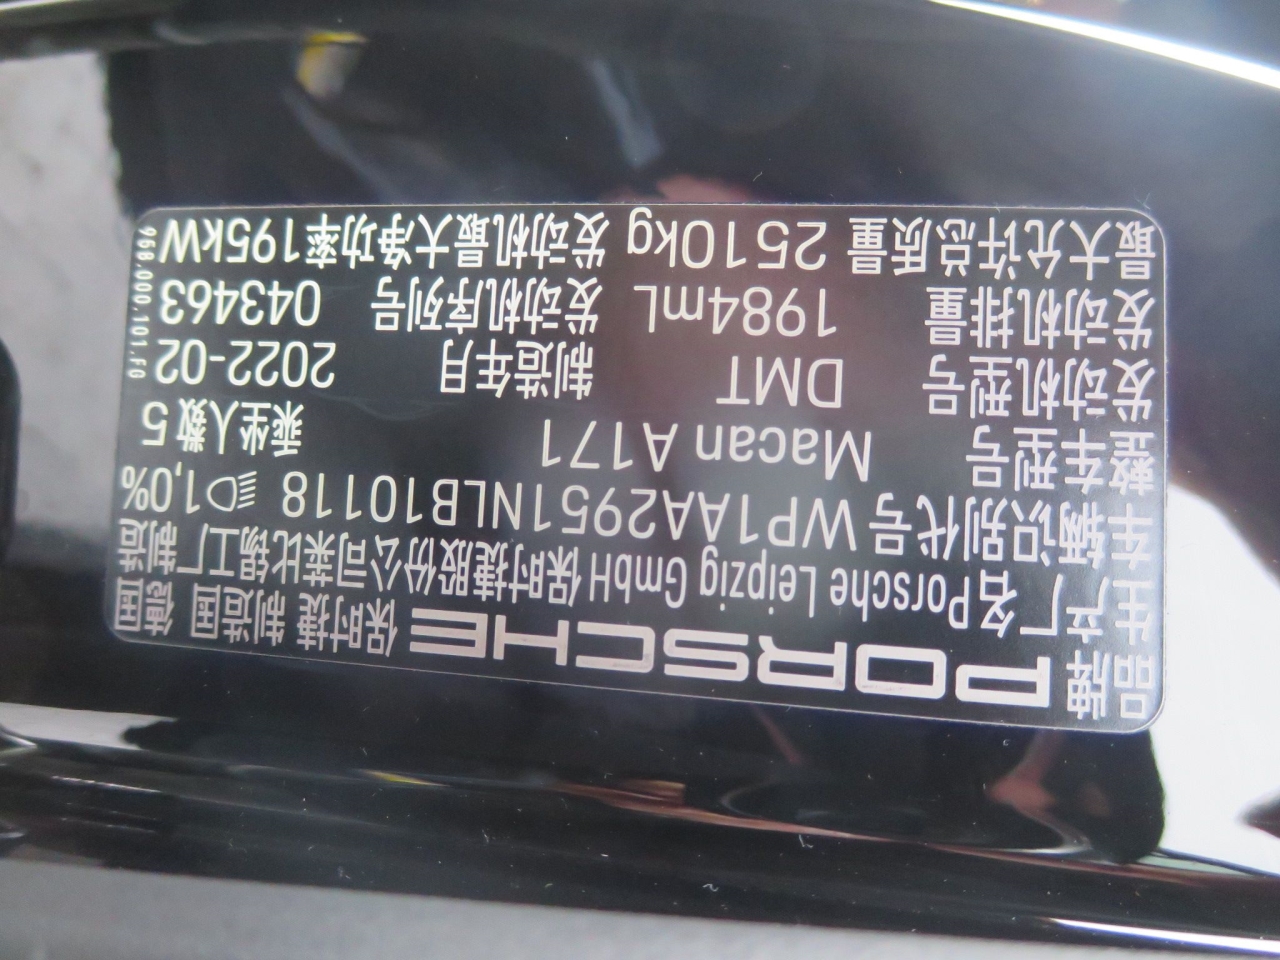 品牌 PORSCHE 保时捷 制造国 德国
生产厂名 Porsche Leipzig GmbH 保时捷股份公司莱比锡工厂制造
车辆识别代号 WP1AA2951NLB10118 1,0%
整车型号 Macan A171 乘坐人数 5
发动机型号 DMT 制造年月 2022-02
发动机排量 1984mL 发动机序列号 043463
最大允许总质量 2510kg 发动机最大净功率 195kW
958.000.101.FG